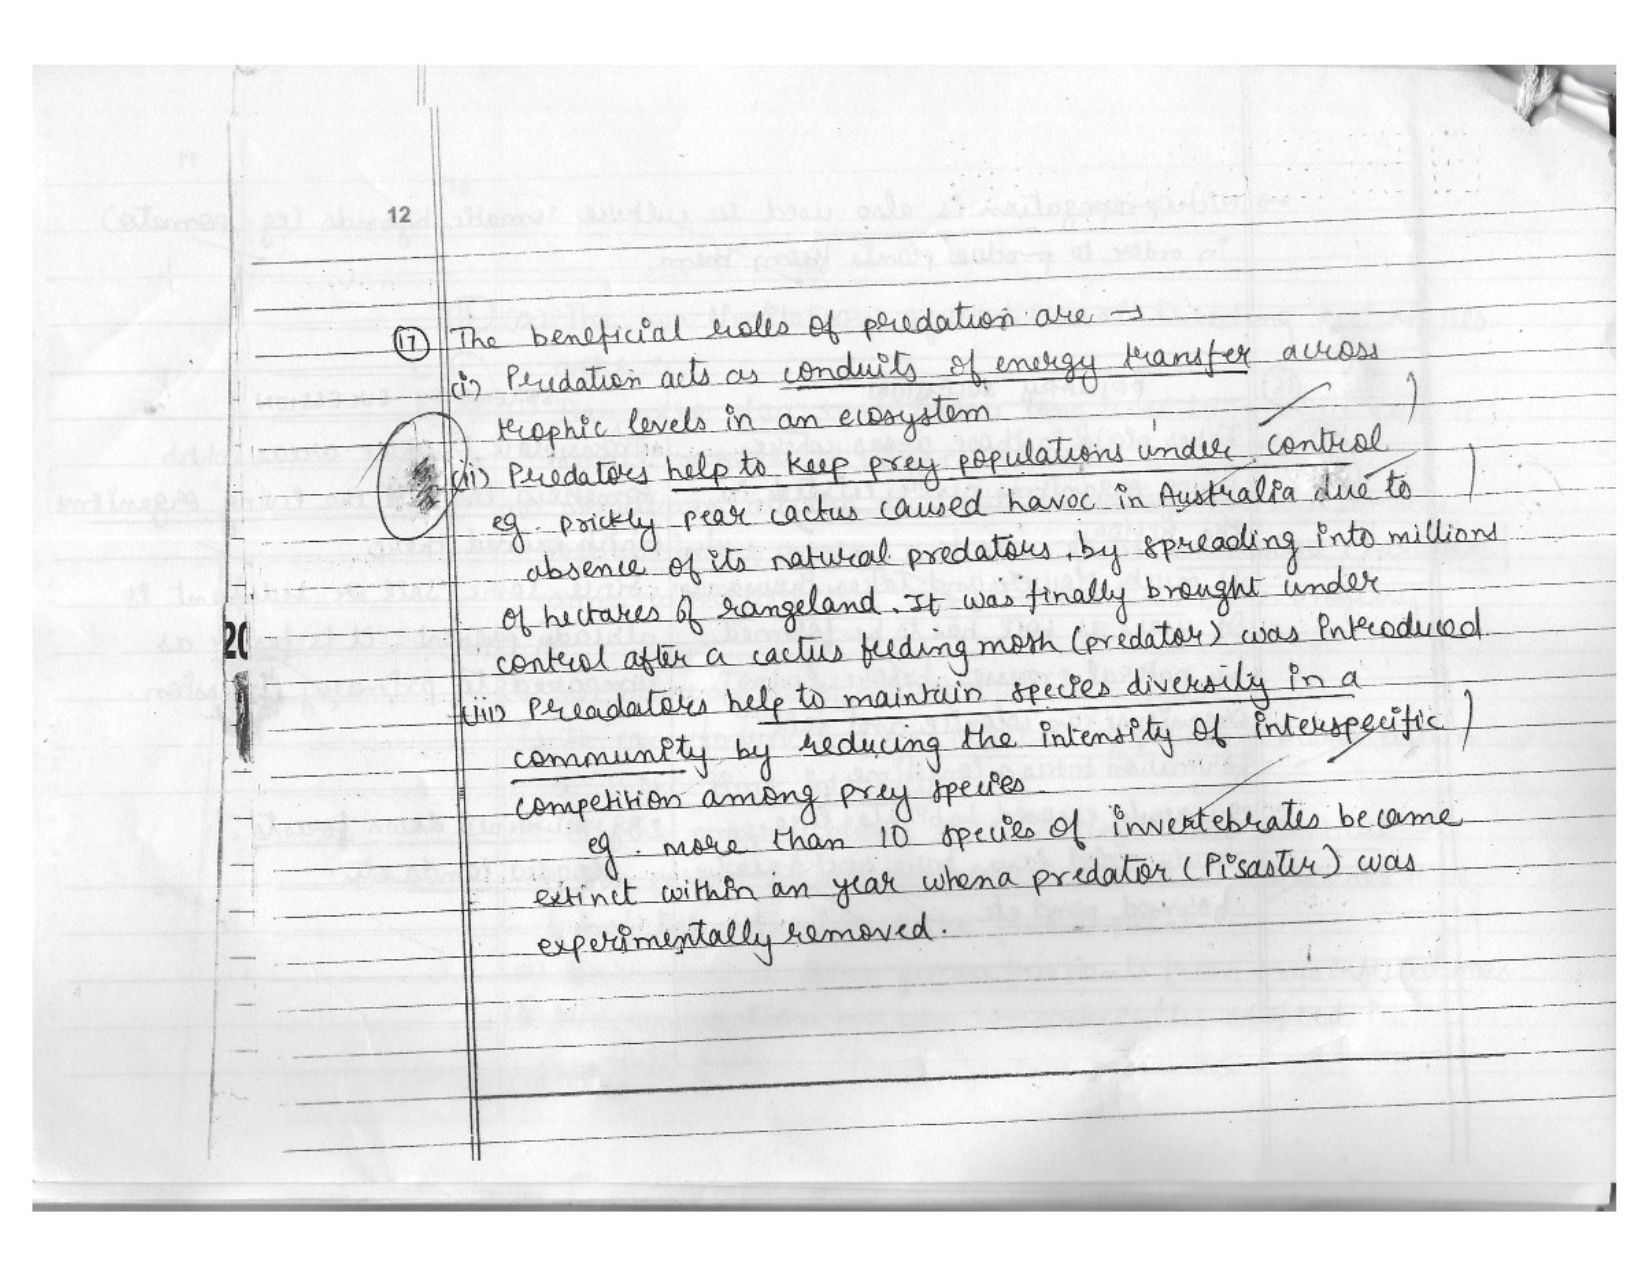 12
17 The beneficial roles of predation are →
(i) Predation acts as conduits of energy transfer across
trophic levels in an ecosystem
(ii) Predators help to keep prey populations under control
eg. prickly pear cactus caused havoc in Australia due to
absence of its natural predators, by spreading into millions
of hectares of rangeland. It was finally brought under
control after a cactus feeding moth (predator) was introduced
(iii) Preadators help to maintain species diversity in a
community by reducing the intensity of interspecific
competition among prey species.
eg. more than 10 species of invertebrates became
extinct within an year when a predator (Pisaster) was
experimentally removed.
20